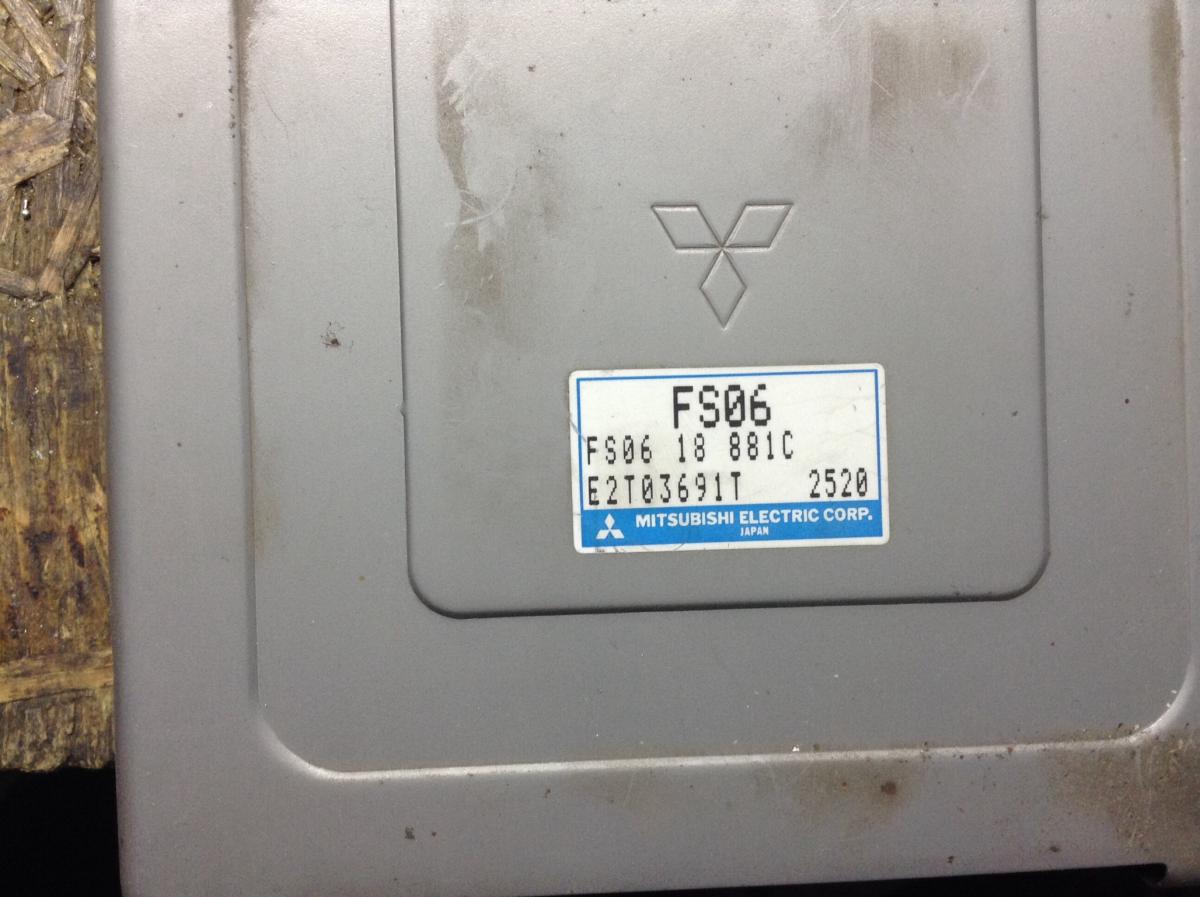 FS06
FS06 18 881C
E2T03691T 2520
MITSUBISHI ELECTRIC CORP.
JAPAN